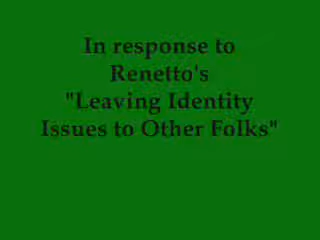 In response to
Renetto's
"Leaving Identity
Issues to Other Folks"